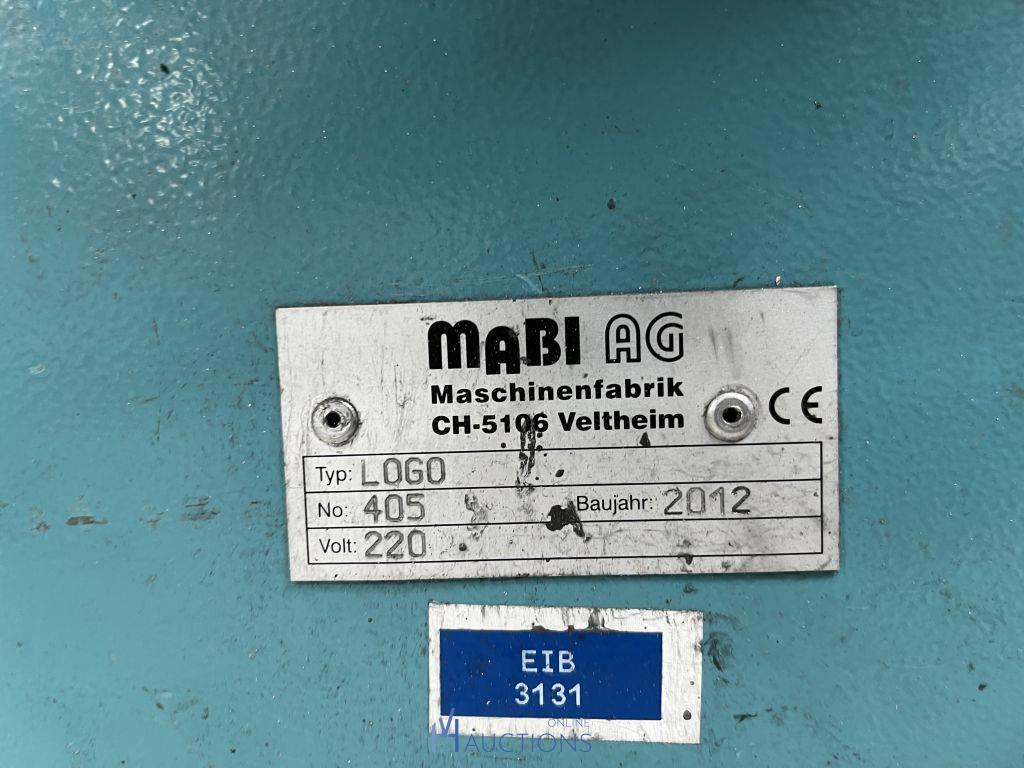 MABI AG
Maschinenfabrik
CH-5106 Veltheim
CE
Typ: LOGO
No: 405 Baujahr: 2012
Volt: 220
EIB
3131
ONLINE
AUCTIONS